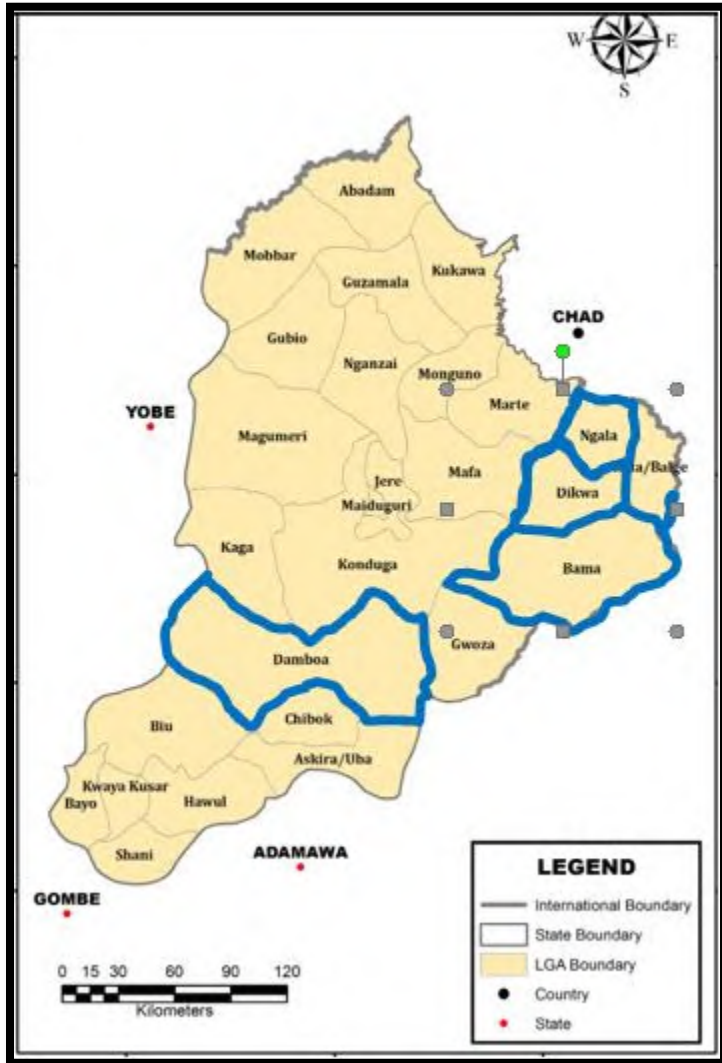 W E
S
Abadam
Mobbar
Kukawa
Guzamala
CHAD
Gubio
Nganzai
Monguno
Marte
YOBE
Ngala
Magumeri
Mafa
/Balge
Jere
Dikwa
Maiduguri
Kaga
Konduga
Bama
Gwoza
Damboa
Chibok
Biu
Askira/Uba
Kwaya Kusar
Bayo
Hawul
Shani
ADAMAWA
GOMBE
LEGEND
International Boundary
State Boundary
LGA Boundary
Country
State
0 15 30 60 90 120
Kilometers